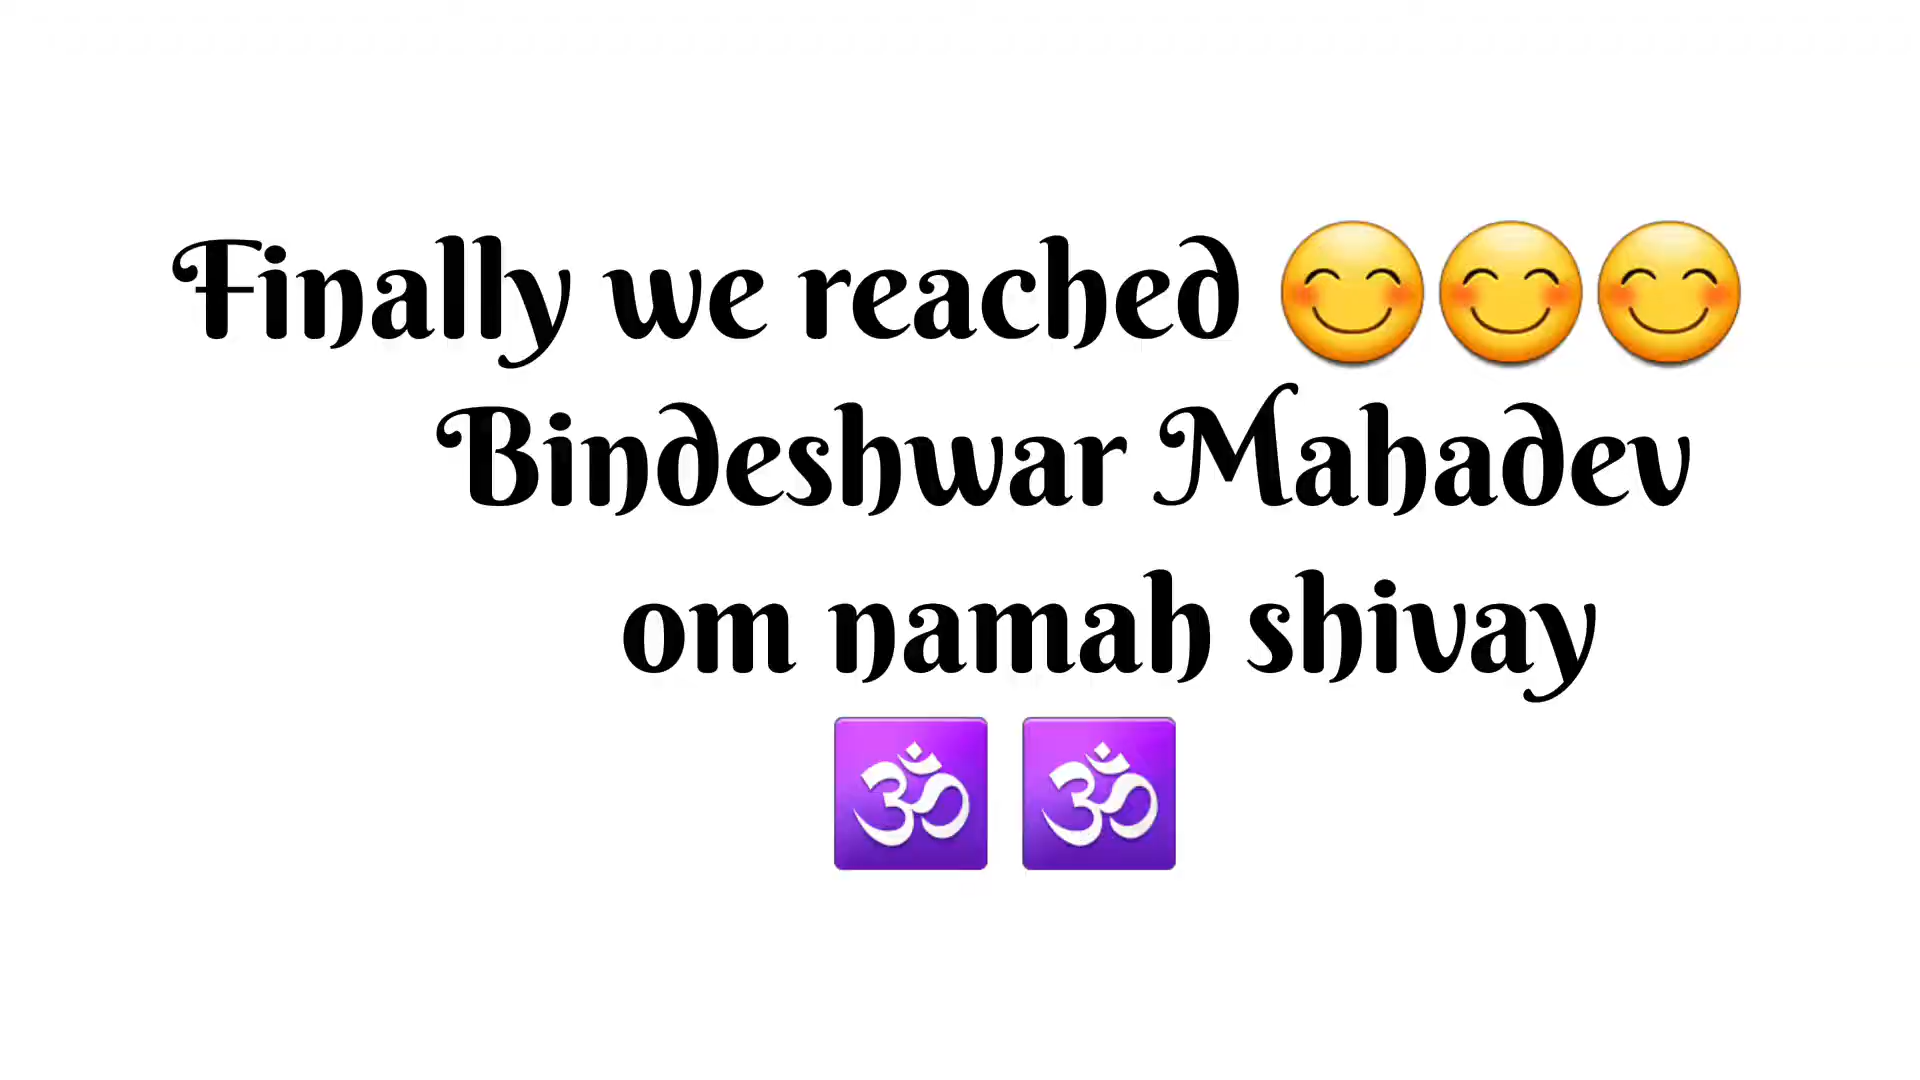 Finally we reached 😊😊😊
Bindeshwar Mahadev
om namah shivay
🕉 🕉